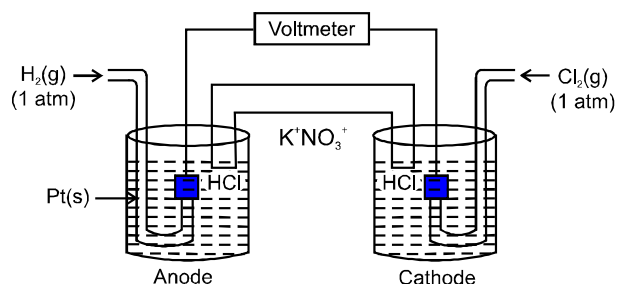 Voltmeter
H₂(g)
(1 atm)
Cl₂(g)
(1 atm)
K⁺NO₃⁺
HCl
HCl
Pt(s)
Anode
Cathode